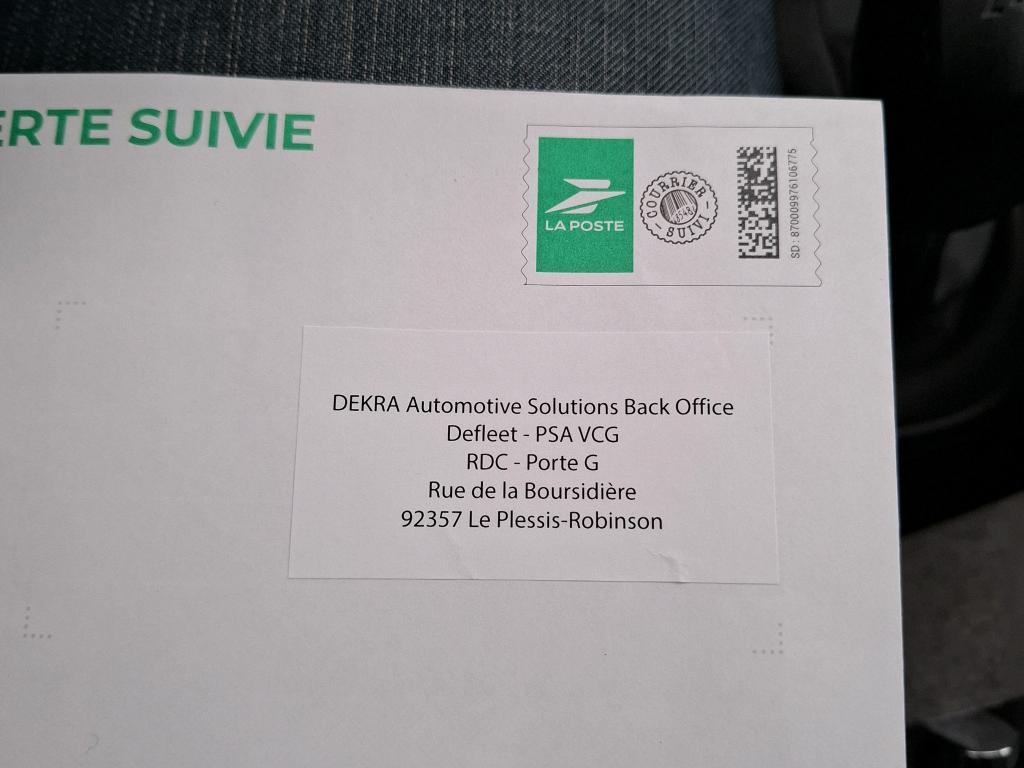 ERTE SUIVIE
LA POSTE
COURRIER
SUIVI
SD : 870009976106775
DEKRA Automotive Solutions Back Office
Defleet - PSA VCG
RDC - Porte G
Rue de la Boursidière
92357 Le Plessis-Robinson